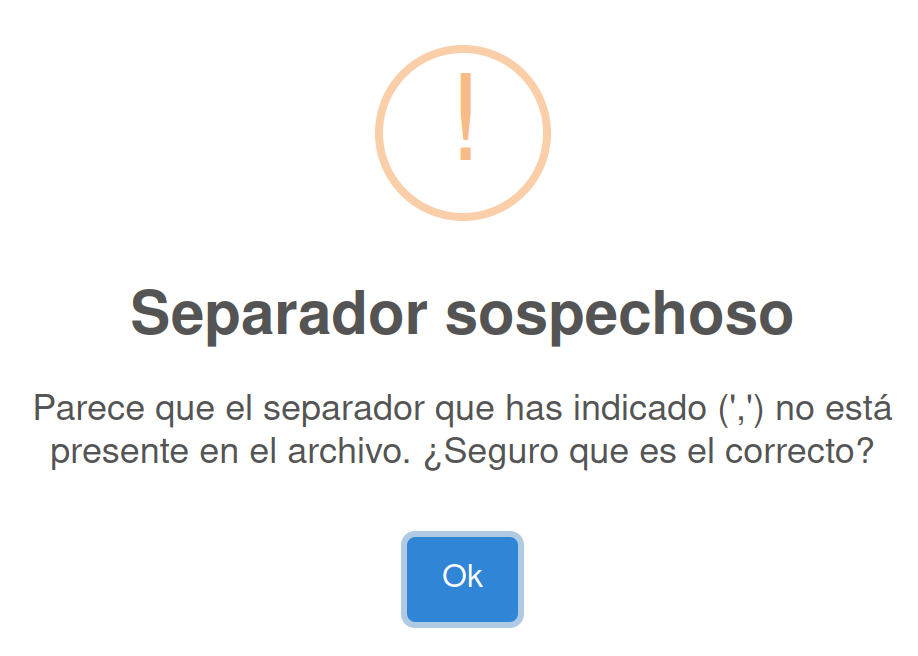 Separador sospechoso
Parece que el separador que has indicado (',') no está
presente en el archivo. ¿Seguro que es el correcto?
Ok